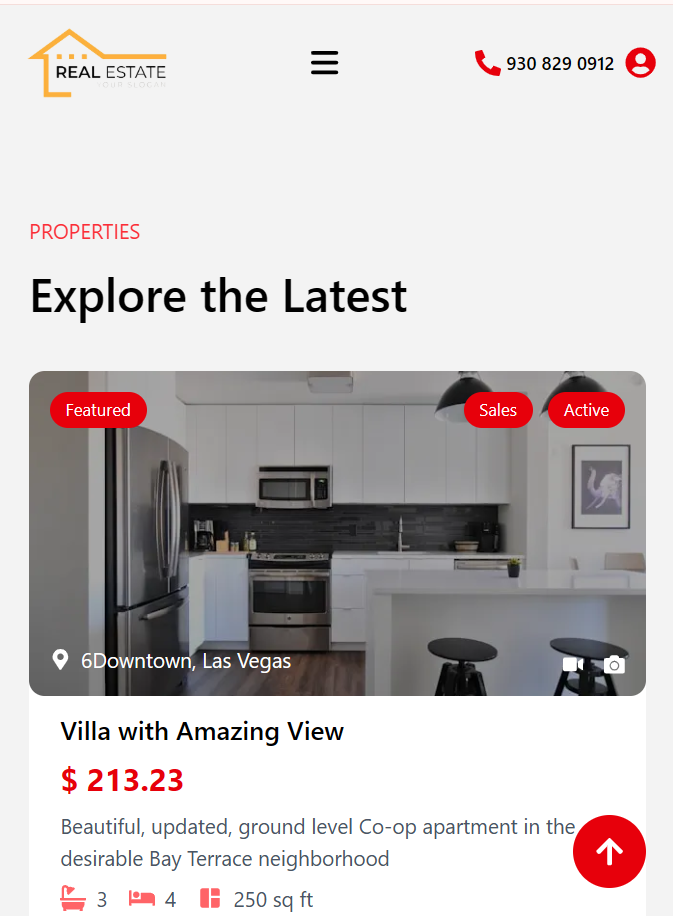 REAL ESTATE
YOUR SLOGAN
930 829 0912
PROPERTIES
Explore the Latest
Featured
Sales
Active
6Downtown, Las Vegas
Villa with Amazing View
$ 213.23
Beautiful, updated, ground level Co-op apartment in the
desirable Bay Terrace neighborhood
3
4
250 sq ft